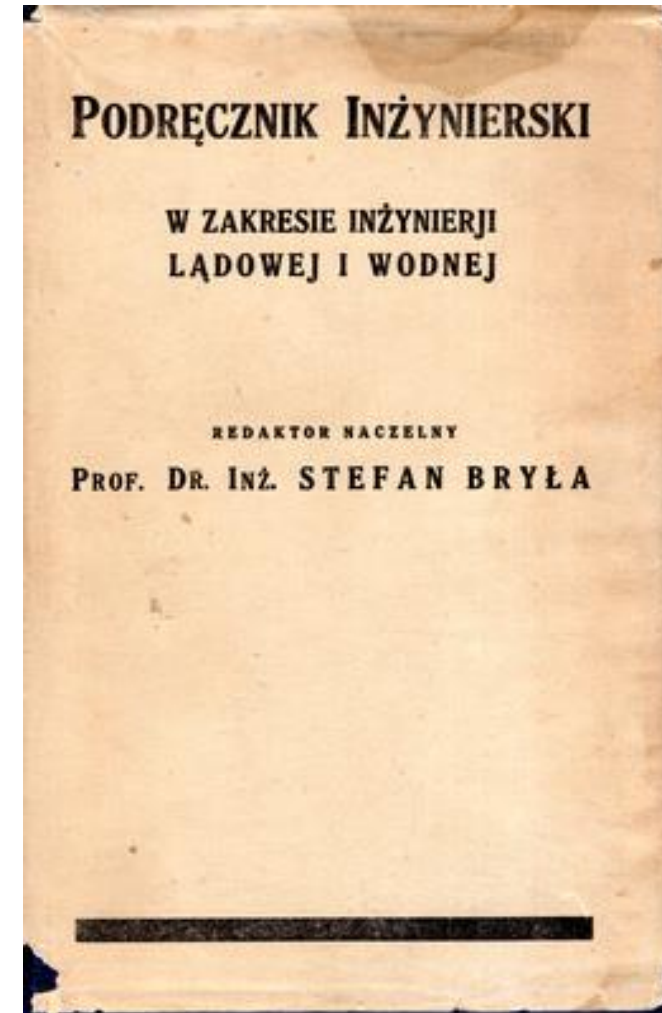 PODRĘCZNIK INŻYNIERSKI
W ZAKRESIE INŻYNIERJI
LĄDOWEJ I WODNEJ
REDAKTOR NACZELNY
PROF. DR. INŻ. STEFAN BRYŁA